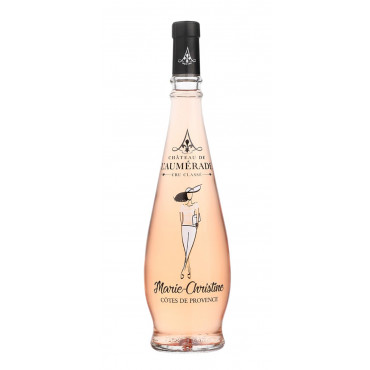 CHÂTEAU DE
L'AUMÉRADE
CRU CLASSÉ
Marie-Christine
CÔTES DE PROVENCE